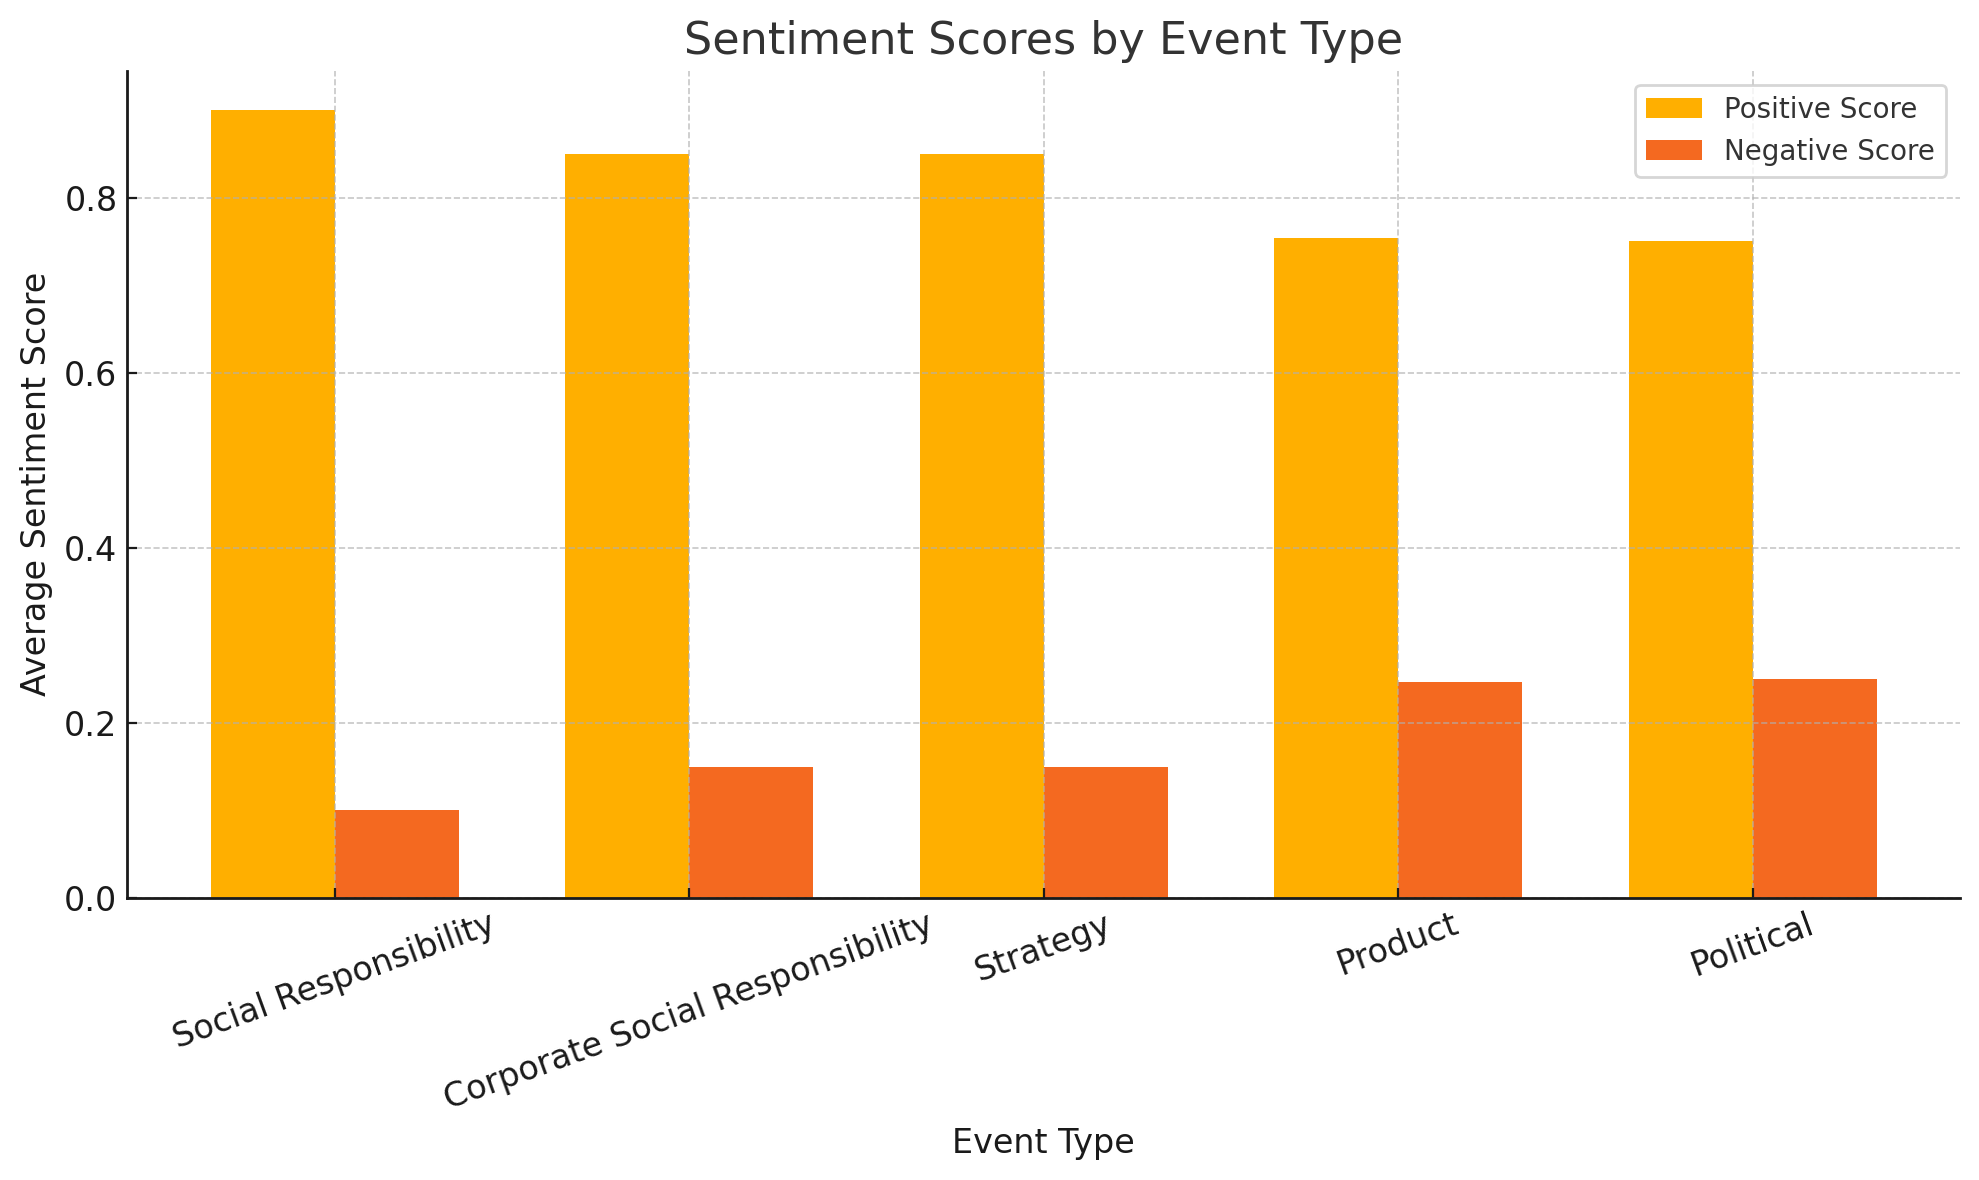 Sentiment Scores by Event Type
Positive Score
Negative Score
Average Sentiment Score
0.8
0.6
0.4
0.2
0.0
Social Responsibility
Corporate Social Responsibility
Strategy
Product
Political
Event Type